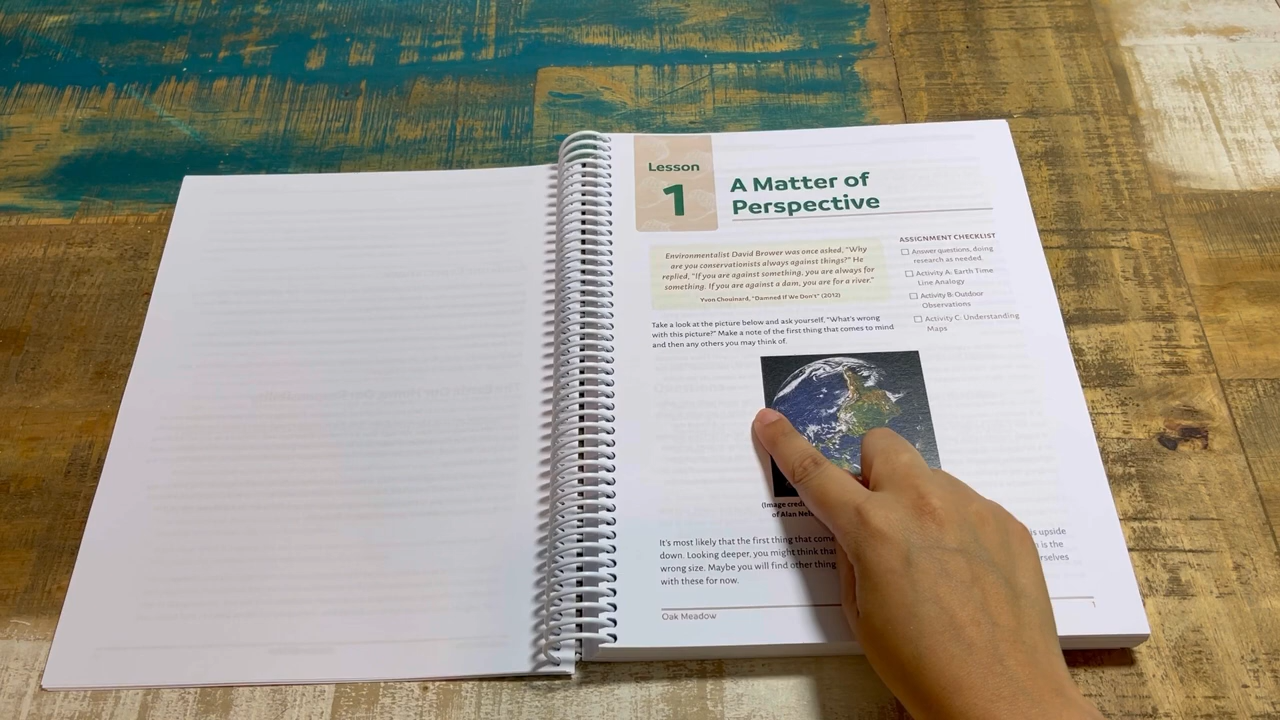 Lesson
1
A Matter of
Perspective
Environmentalist David Brower was once asked, "Why
are you conservationists always against things?" He
replied, "If you are against something, you are always for
something. If you are against a dam, you are for a river."
Yvon Chouinard, "Damned If We Don't" (2012)
ASSIGNMENT CHECKLIST
Answer questions, doing
research as needed.
Activity A: Earth Time
Line Analogy
Activity B: Outdoor
Observations
Activity C: Understanding
Maps
Take a look at the picture below and ask yourself, "What's wrong
with this picture?" Make a note of the first thing that comes to mind
and then any others you may think of.
(Image
of Alan
It's most likely that the first thing that is upside
down. Looking deeper, you might think is the
wrong size. Maybe you will find other
with these for now.
Oak Meadow
1